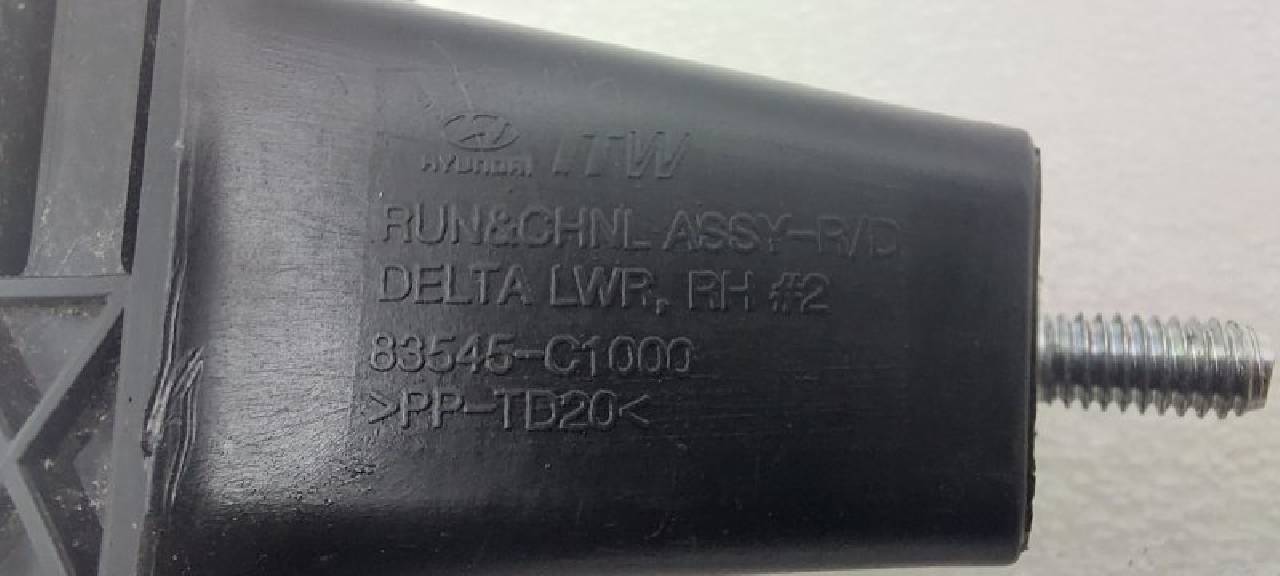 HYUNDAI ITW
RUN&CHNL ASSY-R/D
DELTA LWR, RH #2
83545-C1000
>PP-TD20<